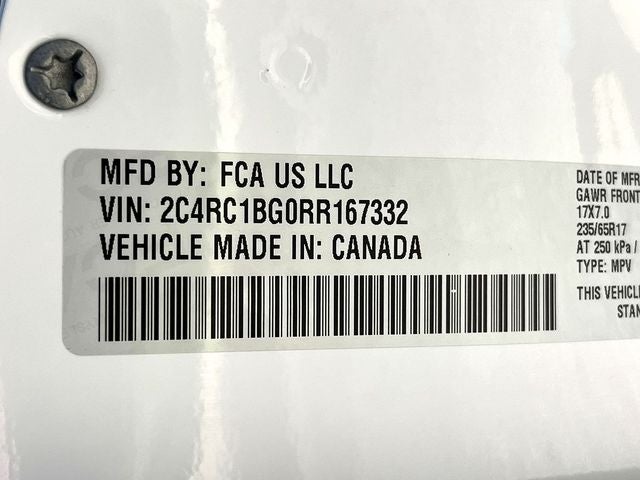 MFD BY: FCA US LLC
VIN: 2C4RC1BG0RR167332
VEHICLE MADE IN: CANADA
DATE OF MFR
GAWR FRONT
17X7.0
235/65R17
AT 250 kPa /
TYPE: MPV
THIS VEHICLE
STAN